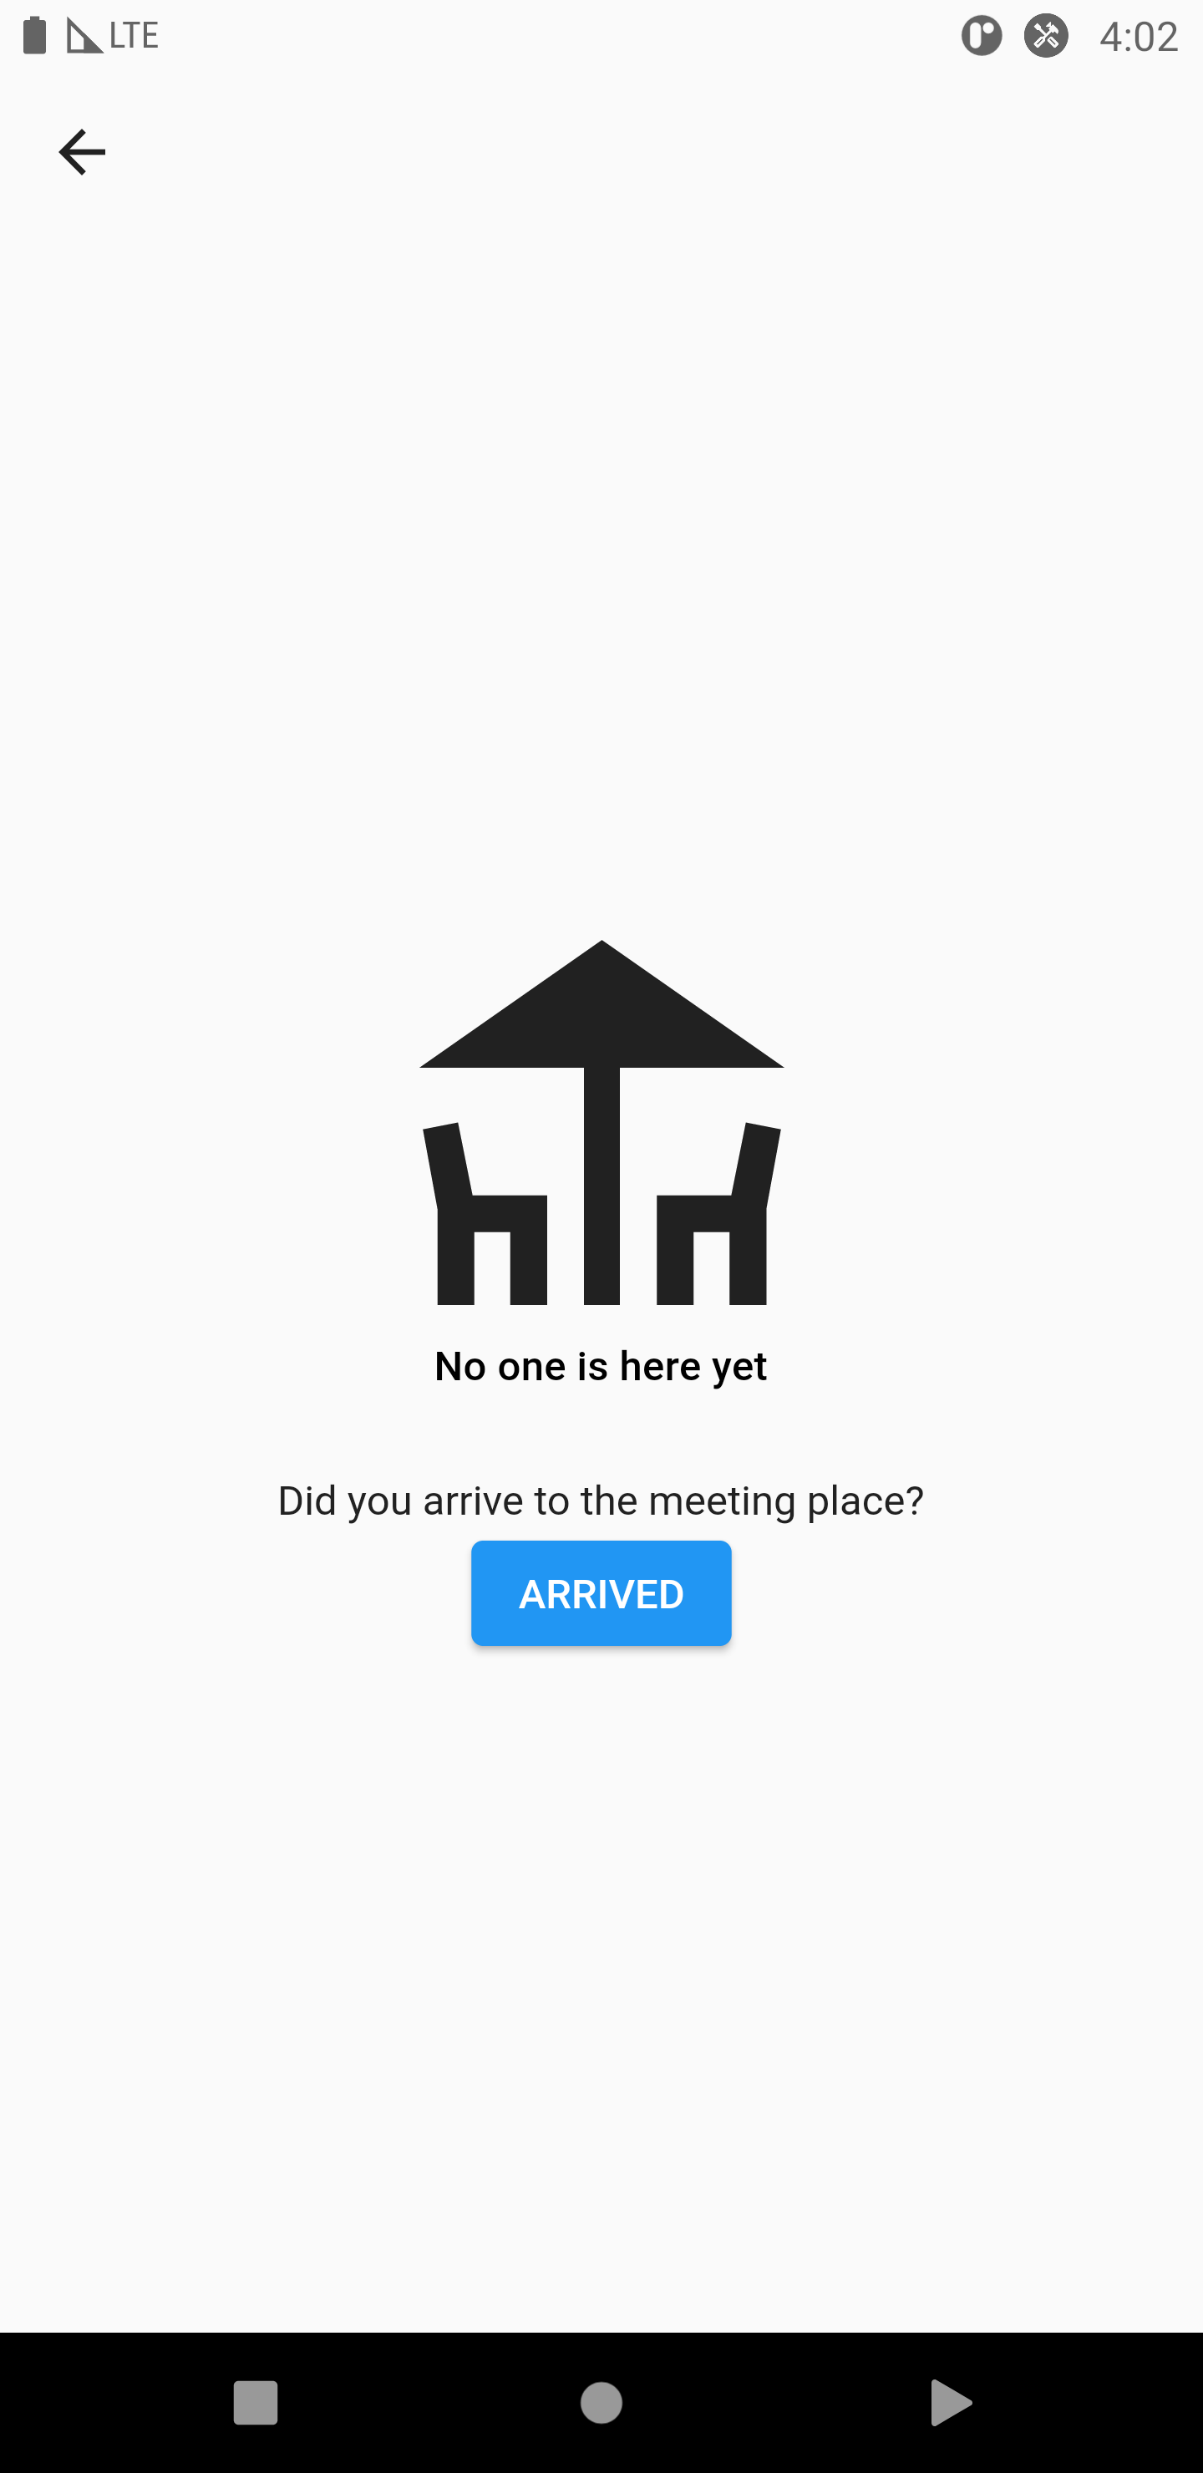 LTE 4:02
No one is here yet
Did you arrive to the meeting place?
ARRIVED